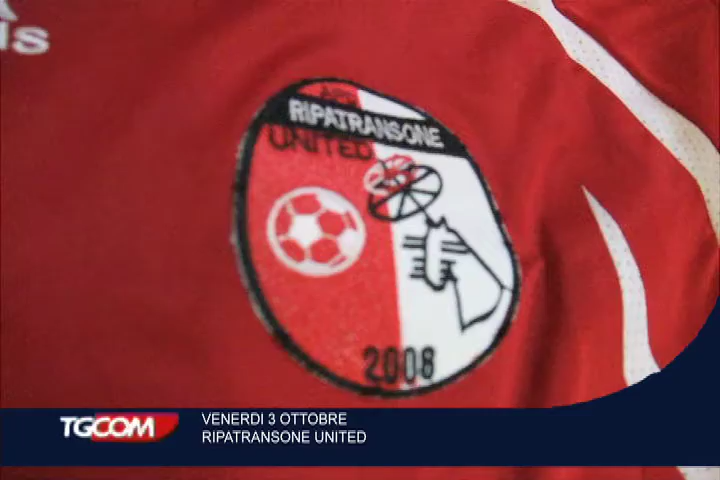 RIPATRANSONE
UNITED
2008
TGCOM
VENERDI 3 OTTOBRE
RIPATRANSONE UNITED